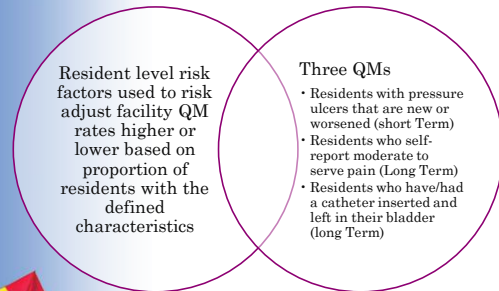 Resident level risk
factors used to risk
adjust facility QM
rates higher or
lower based on
proportion of
residents with the
defined
characteristics
Three QMs
• Residents with pressure
ulcers that are new or
worsened (short Term)
• Residents who self-
report moderate to
serve pain (Long Term)
• Residents who have/had
a catheter inserted and
left in their bladder
(long Term)